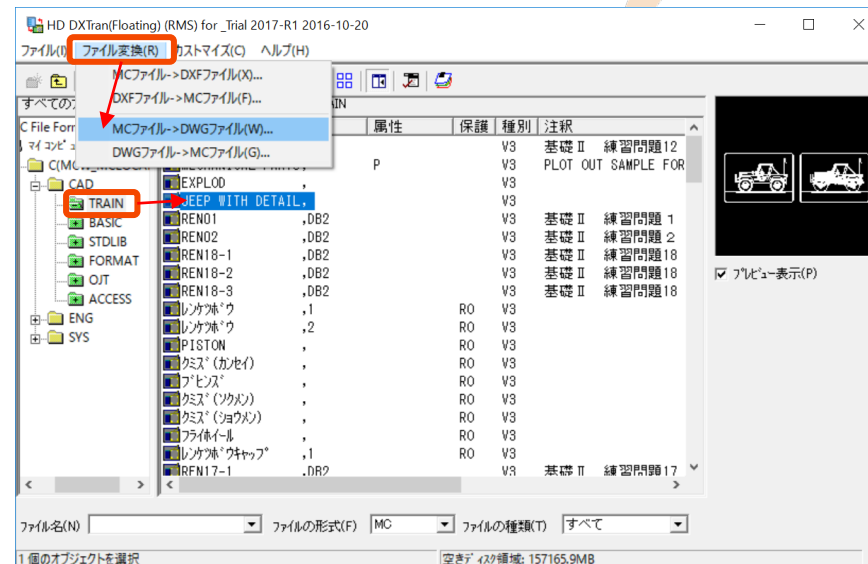 HD DXTran(Floating) (RMS) for _Trial 2017-R1 2016-10-20
ファイル(I) ファイル変換(R) カスタマイズ(C) ヘルプ(H)
MCファイル->DXFファイル(X)...
DXFファイル->MCファイル(F)...
MCファイル->DWGファイル(W)...
DWGファイル->MCファイル(G)...
すべての
C File Form
属性 保護 種別 注釈
V3 基礎Ⅱ 練習問題12
P V3 PLOT OUT SAMPLE FOR
CAD
TRAIN
BASIC
STDLIB
FORMAT
OJT
ACCESS
ENG
SYS
EXPLOD , V3
JEEP WITH DETAIL, V3
REN01 ,DB2 V3 基礎Ⅱ 練習問題 1
REN02 ,DB2 V3 基礎Ⅱ 練習問題 2
REN18-1 ,DB2 V3 基礎Ⅱ 練習問題18
REN18-2 ,DB2 V3 基礎Ⅱ 練習問題18
REN18-3 ,DB2 V3 基礎Ⅱ 練習問題18
レンケツボウ ,1 RO V3
レンケツボウ ,2 RO V3
PISTON , RO V3
クミズ(カンセイ) , RO V3
ブヒンズ , RO V3
クミズ(ソクメン) , RO V3
クミズ(ショウメン) , RO V3
フライホイール , RO V3
レンケツボウキャップ ,1 RO V3
REN17-1 ,DB2 V3 基礎Ⅱ 練習問題17
プレビュー表示(P)
ファイル名(N) ファイルの形式(F) MC ファイルの種類(T) すべて
1 個のオブジェクトを選択 空きディスク領域: 157165.9MB